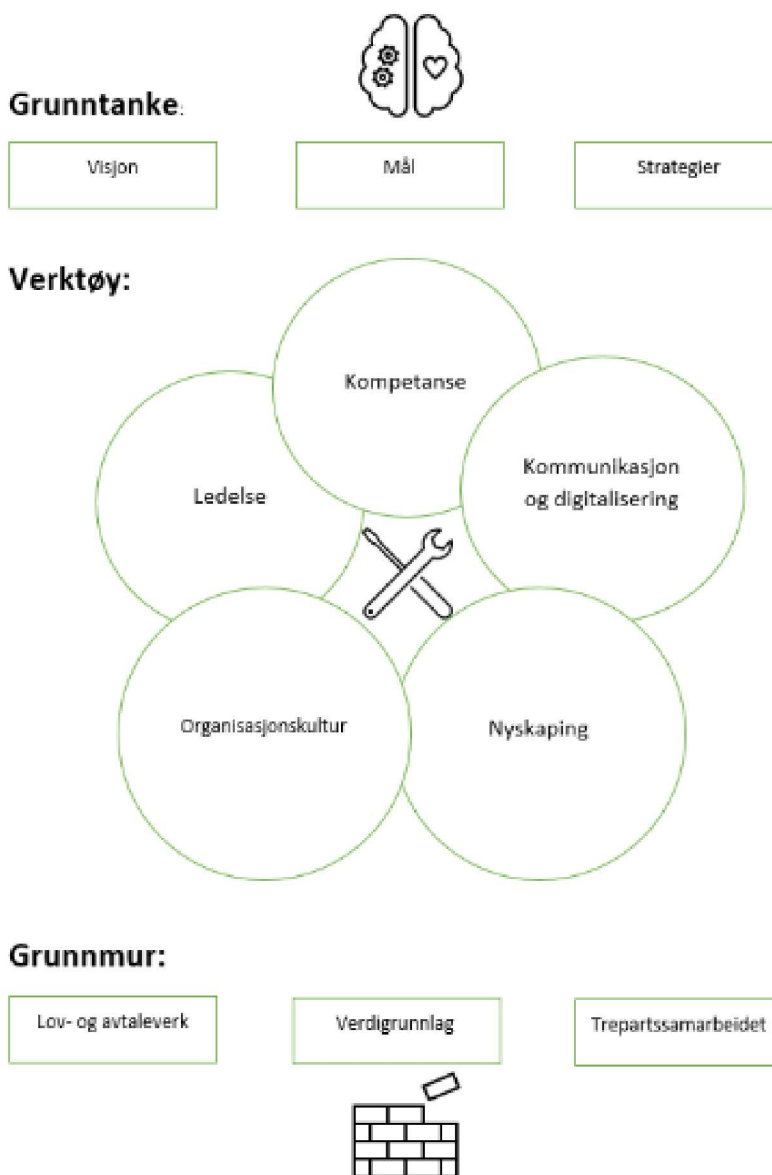 Grunntanke:
Visjon
Mål
Strategier
Verktøy:
Kompetanse
Ledelse
Kommunikasjon
og digitalisering
Organisasjonskultur
Nyskaping
Grunnmur:
Lov- og avtaleverk
Verdigrunnlag
Trepartssamarbeidet